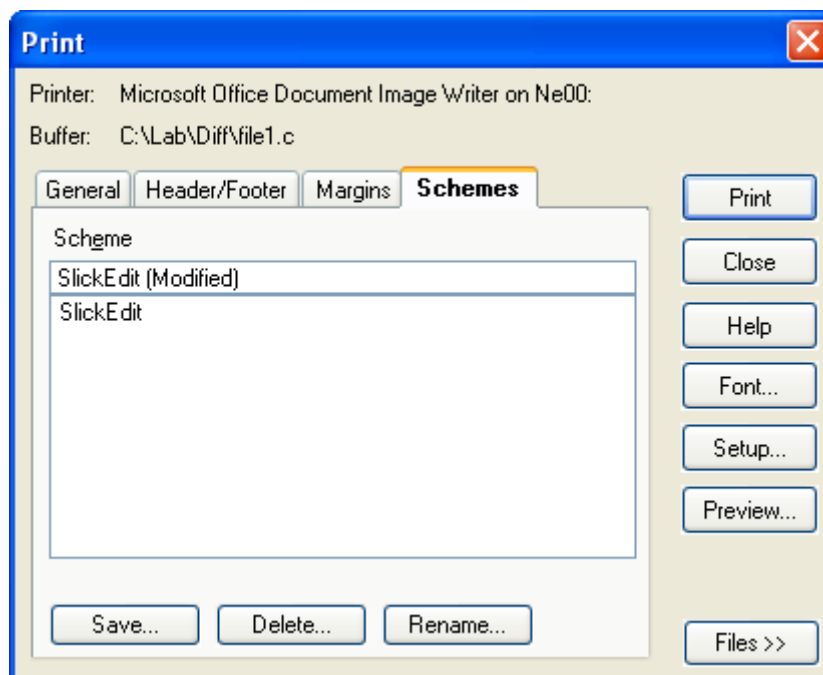 Print
Printer: Microsoft Office Document Image Writer on Ne00:
Buffer: C:\Lab\Diff\file1.c
General Header/Footer Margins Schemes
Scheme
SlickEdit (Modified)
SlickEdit
Save... Delete... Rename...
Print
Close
Help
Font...
Setup...
Preview...
Files >>